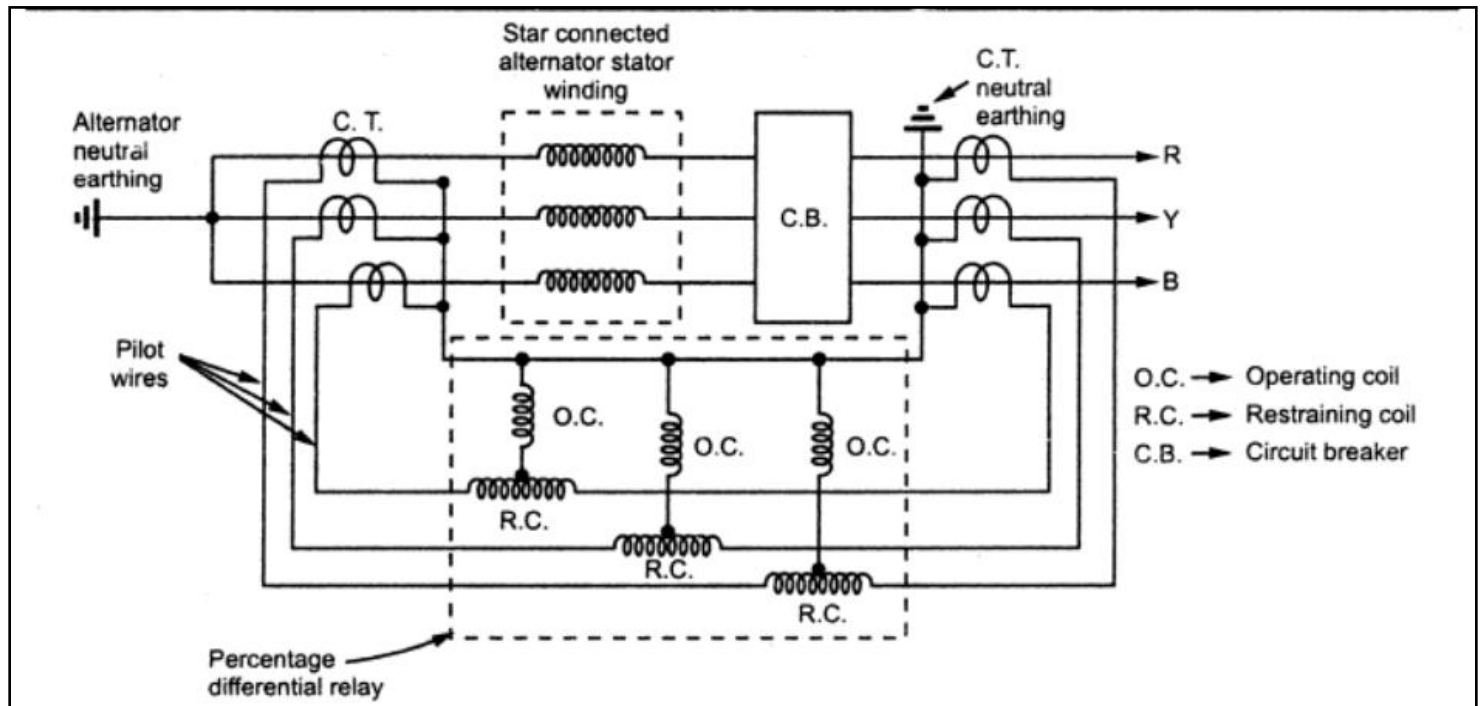 Star connected
alternator stator
winding
C.T.
neutral
earthing
Alternator
neutral
earthing
C. T.
R
C.B.
Y
B
Pilot
wires
O.C.
O.C.
O.C.
O.C. Operating coil
R.C. Restraining coil
C.B. Circuit breaker
R.C.
R.C.
R.C.
Percentage
differential relay